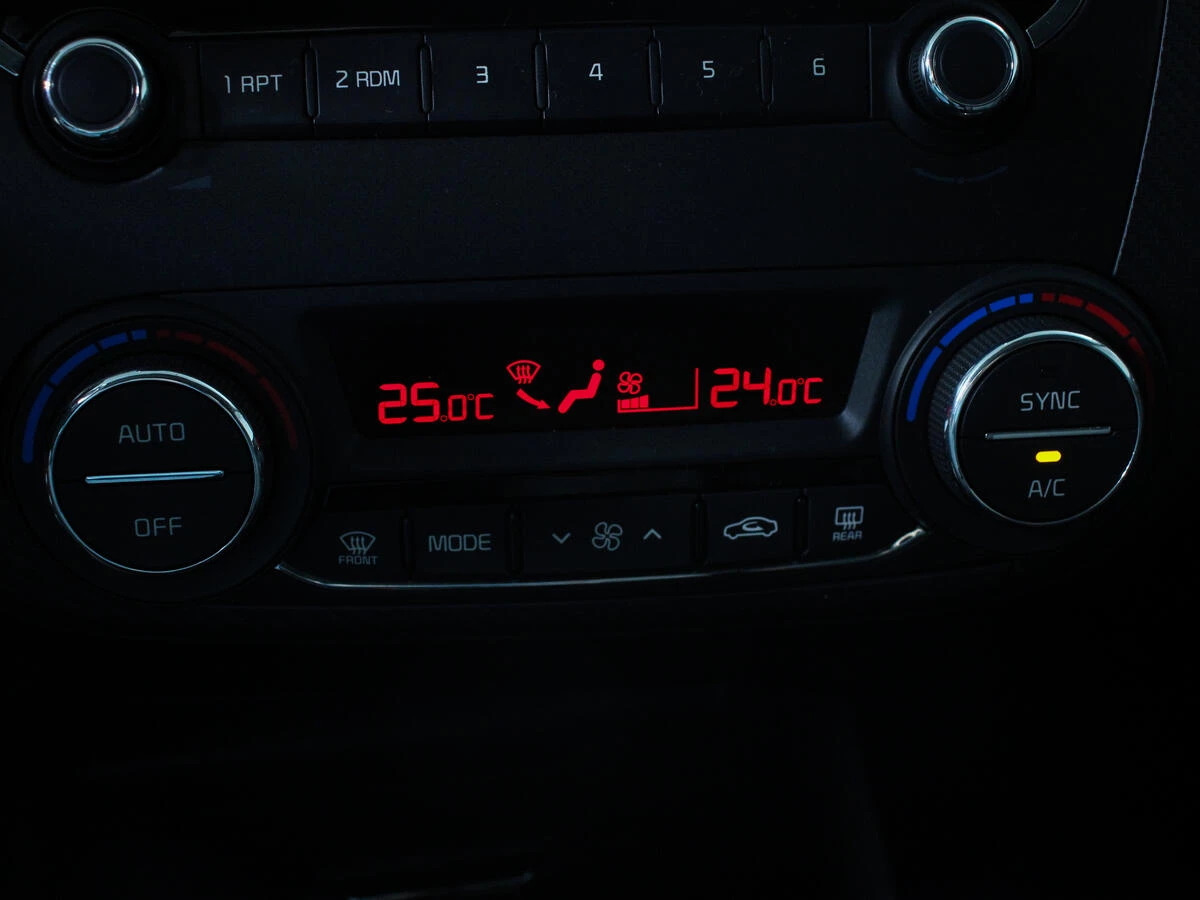 1 RPT 2 RDM 3 4 5 6
25.0°C 24.0°C
AUTO
OFF
SYNC
A/C
FRONT MODE REAR